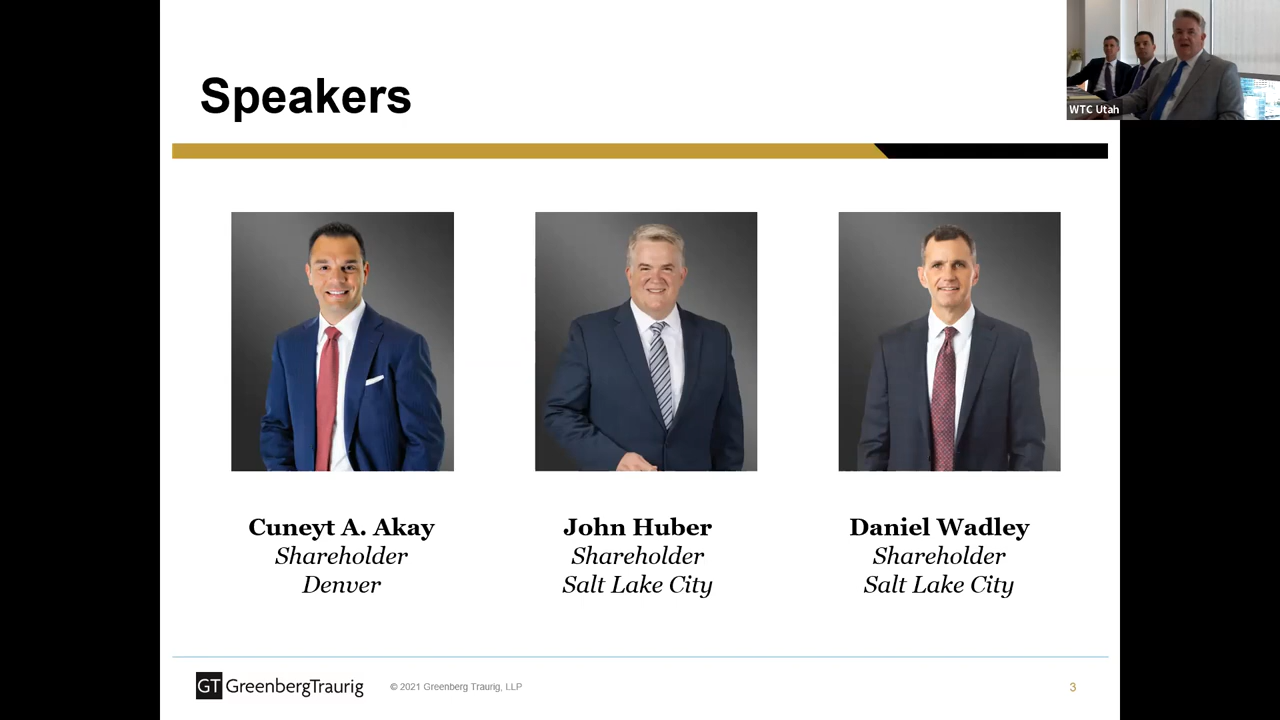 Speakers
WTC Utah
Cuneyt A. Akay
Shareholder
Denver
John Huber
Shareholder
Salt Lake City
Daniel Wadley
Shareholder
Salt Lake City
GT GreenbergTraurig
© 2021 Greenberg Traurig, LLP
3